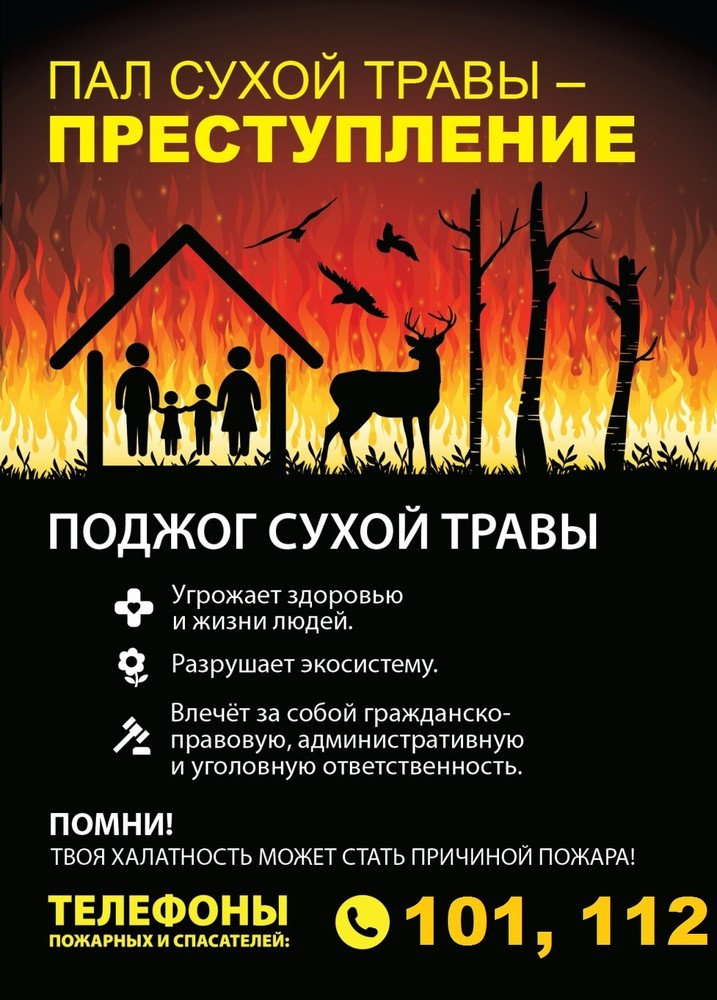 ПАЛ СУХОЙ ТРАВЫ –
ПРЕСТУПЛЕНИЕ
ПОДЖОГ СУХОЙ ТРАВЫ
Угрожает здоровью
и жизни людей.
Разрушает экосистему.
Влечёт за собой гражданско-
правовую, административную
и уголовную ответственность.
ПОМНИ!
ТВОЯ ХАЛАТНОСТЬ МОЖЕТ СТАТЬ ПРИЧИНОЙ ПОЖАРА!
ТЕЛЕФОНЫ
ПОЖАРНЫХ И СПАСАТЕЛЕЙ:
101, 112